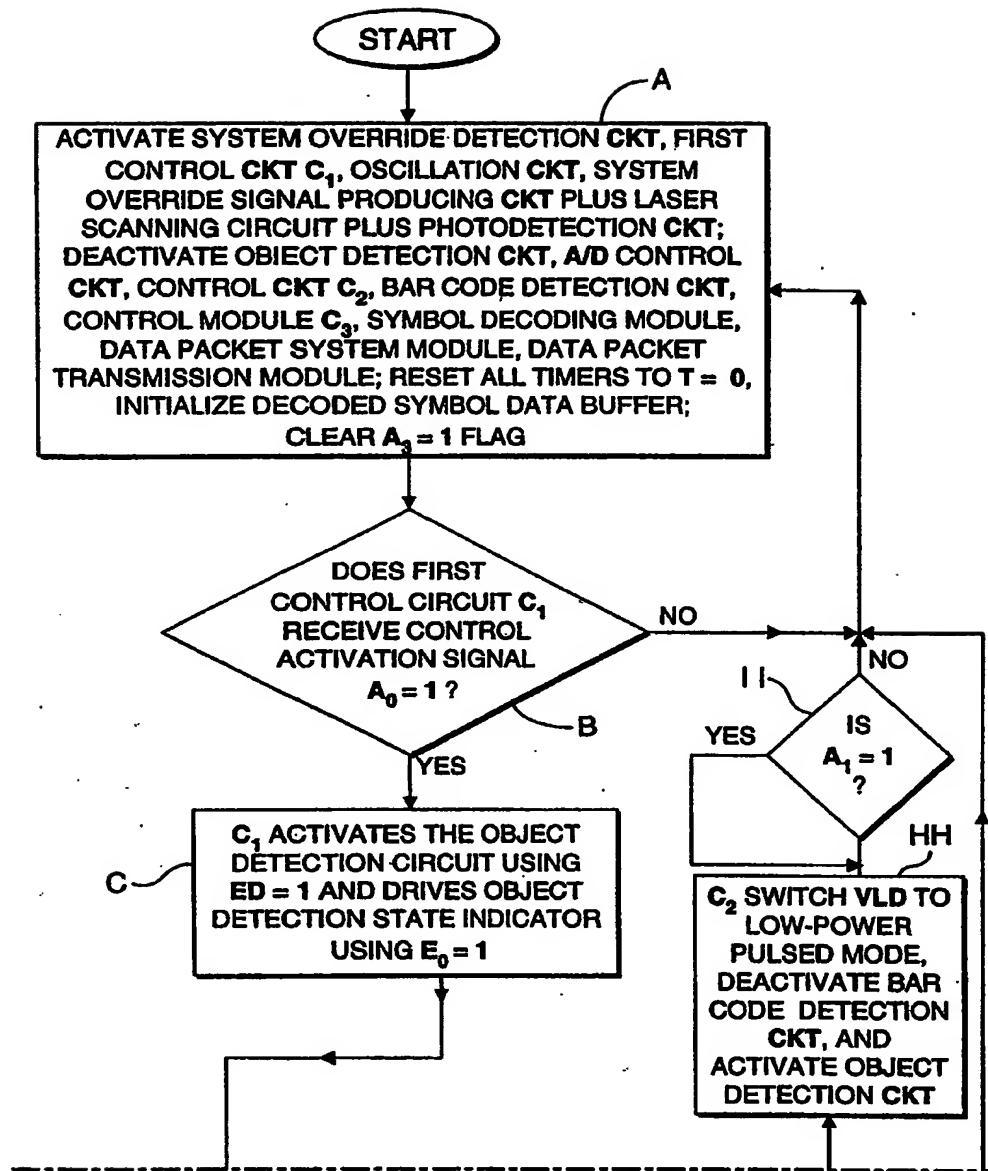 START
A
ACTIVATE SYSTEM OVERRIDE DETECTION CKT, FIRST
CONTROL CKT C₁, OSCILLATION CKT, SYSTEM
OVERRIDE SIGNAL PRODUCING CKT PLUS LASER
SCANNING CIRCUIT PLUS PHOTODETECTION CKT;
DEACTIVATE OBIECT DETECTION CKT, A/D CONTROL
CKT, CONTROL CKT C₂, BAR CODE DETECTION CKT,
CONTROL MODULE C₃, SYMBOL DECODING MODULE,
DATA PACKET SYSTEM MODULE, DATA PACKET
TRANSMISSION MODULE; RESET ALL TIMERS TO T = 0,
INITIALIZE DECODED SYMBOL DATA BUFFER;
CLEAR A₃ = 1 FLAG
DOES FIRST
CONTROL CIRCUIT C₁
RECEIVE CONTROL
ACTIVATION SIGNAL
A₀ = 1 ?
NO
B
YES
NO
II
YES
IS
A₁ = 1
?
C
C₁ ACTIVATES THE OBJECT
DETECTION CIRCUIT USING
ED = 1 AND DRIVES OBJECT
DETECTION STATE INDICATOR
USING E₀ = 1
HH
C₂ SWITCH VLD TO
LOW-POWER
PULSED MODE,
DEACTIVATE BAR
CODE DETECTION
CKT, AND
ACTIVATE OBJECT
DETECTION CKT